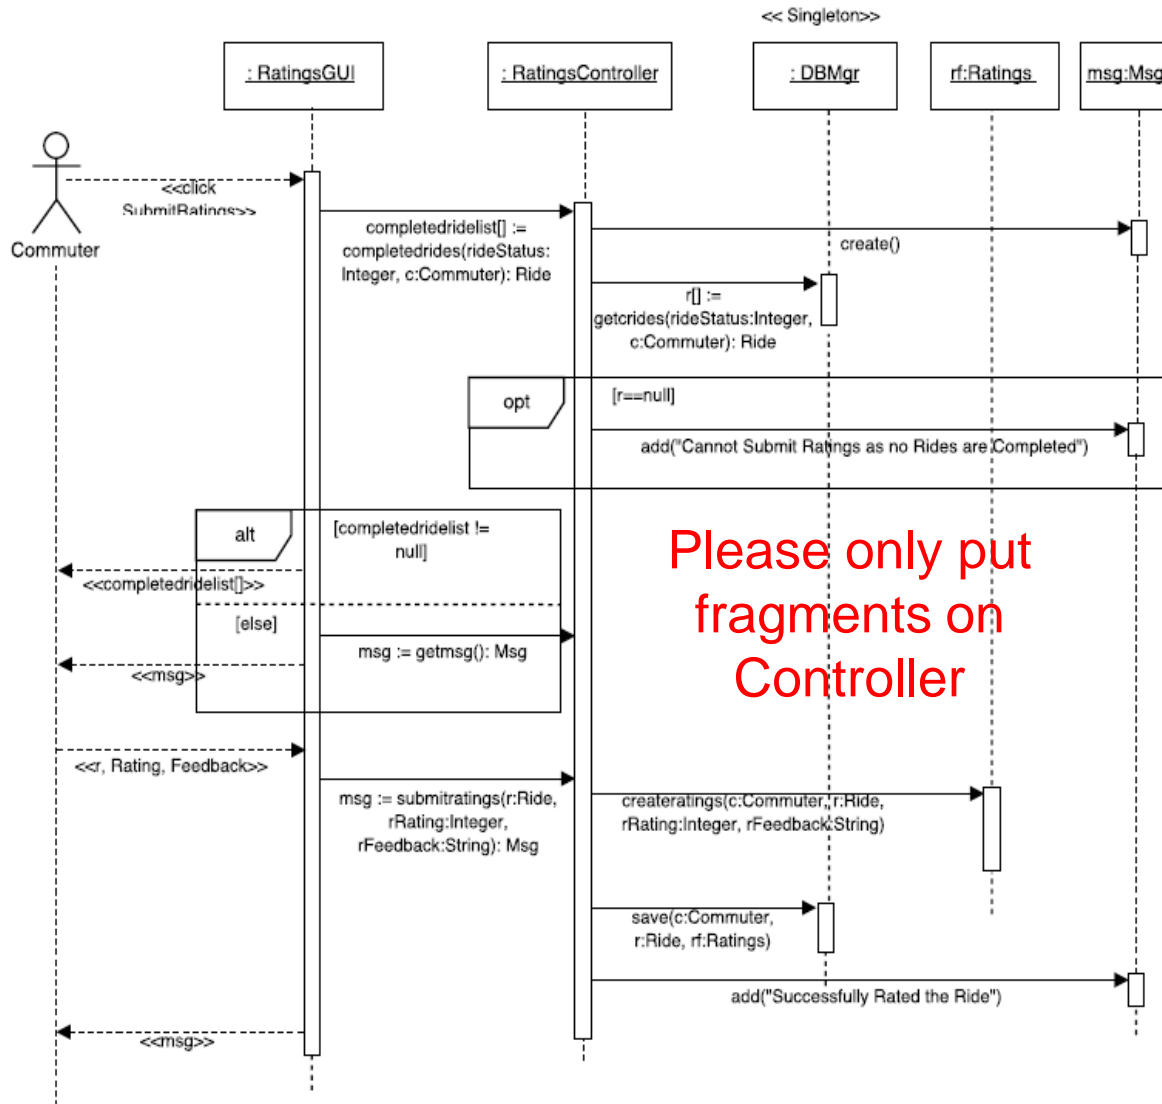 << Singleton>>
: RatingsGUI
: RatingsController
: DBMgr
rf:Ratings
msg:Msg
<<click
SubmitRatings>>
Commuter
completedridelist[] :=
completedrides(rideStatus:
Integer, c:Commuter): Ride
create()
r[] :=
getcrides(rideStatus:Integer,
c:Commuter): Ride
opt
[r==null]
add("Cannot Submit Ratings as no Rides are Completed")
alt
[completedridelist !=
null]
<<completedridelist[]>>
[else]
msg := getmsg(): Msg
<<msg>>
Please only put
fragments on
Controller
<<r, Rating, Feedback>>
msg := submitratings(r:Ride,
rRating:Integer,
rFeedback:String): Msg
createratings(c:Commuter, r:Ride,
rRating:Integer, rFeedback:String)
save(c:Commuter,
r:Ride, rf:Ratings)
add("Successfully Rated the Ride")
<<msg>>